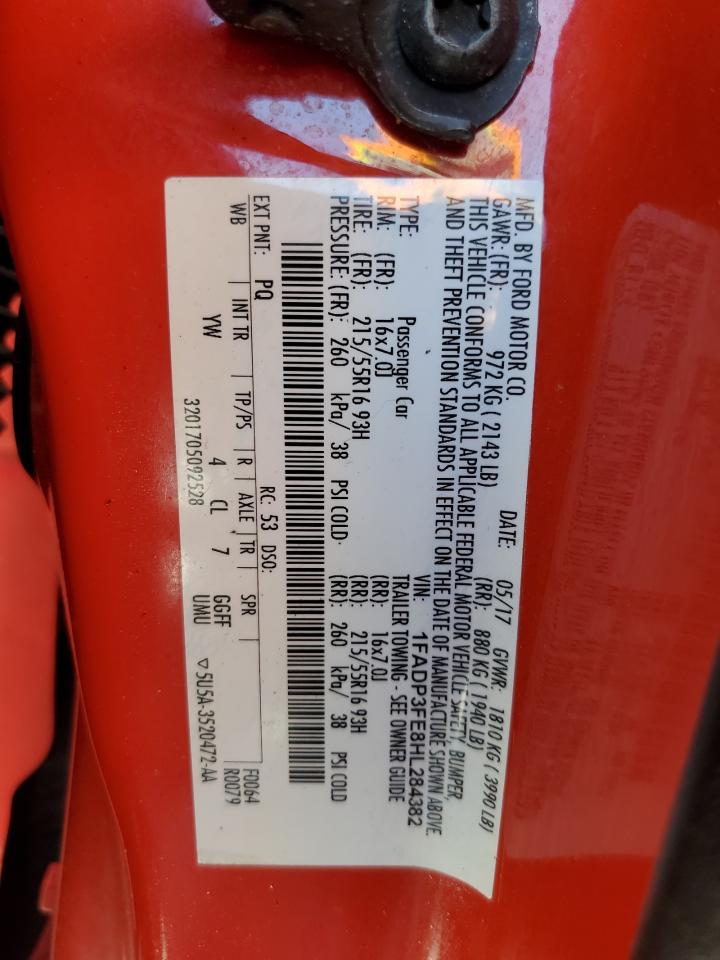 MFD. BY FORD MOTOR CO. DATE: 05/17 GVWR: 1810 KG ( 3990 LB)
GAWR: (FR): 972 KG ( 2143 LB) (RR): 880 KG ( 1940 LB)
THIS VEHICLE CONFORMS TO ALL APPLICABLE FEDERAL MOTOR VEHICLE SAFETY, BUMPER,
AND THEFT PREVENTION STANDARDS IN EFFECT ON THE DATE OF MANUFACTURE SHOWN ABOVE.
VIN: 1FADP3FE8HL284382
TYPE: Passenger Car TRAILER TOWING - SEE OWNER GUIDE
RIM: (FR): 16x7.0J (RR): 16x7.0J
TIRE: (FR): 215/55R16 93H (RR): 215/55R16 93H
PRESSURE: (FR): 260 kPa/ 38 PSI COLD (RR): 260 kPa/ 38 PSI COLD
EXT PNT: PQ RC: 53 DSO: F0064
WB INT TR TP/PS R AXLE TR SPR R0079
YW 4 CL 7 GGFF
UMU
3201705092528 ▽ 5U5A-3520472-AA